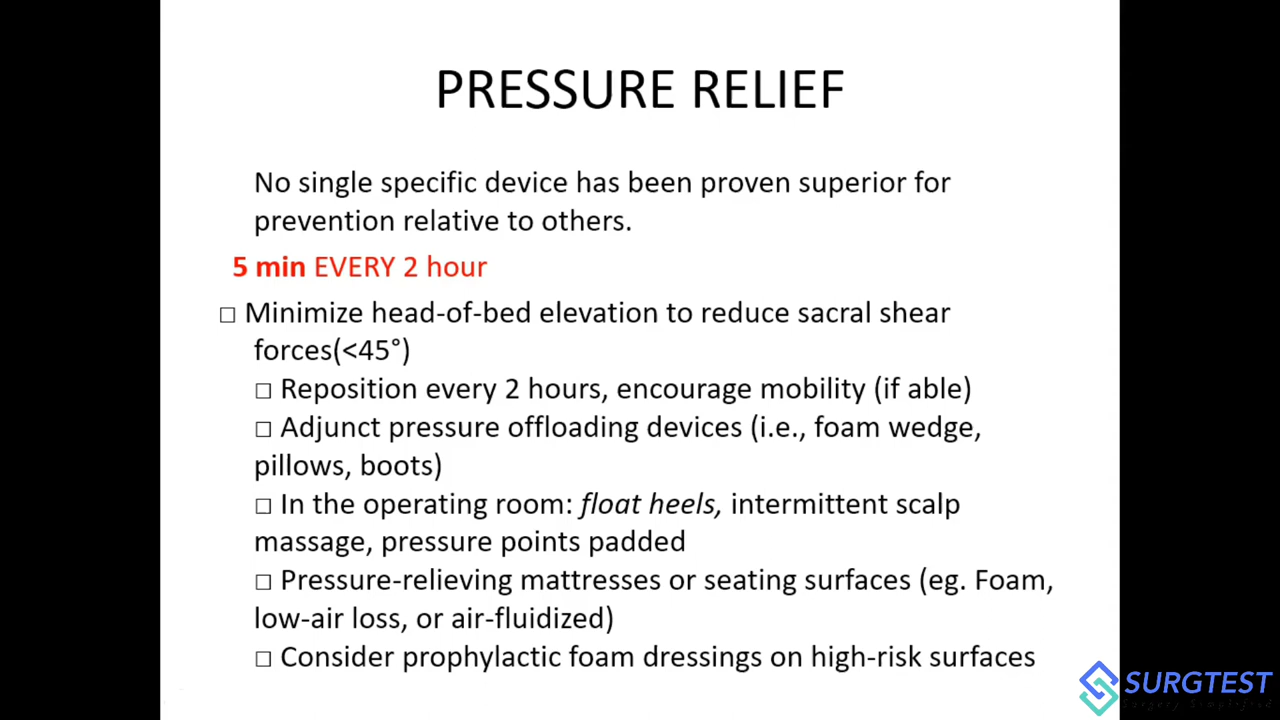 PRESSURE RELIEF
No single specific device has been proven superior for
prevention relative to others.
5 min EVERY 2 hour
□ Minimize head-of-bed elevation to reduce sacral shear
forces(<45°)
□ Reposition every 2 hours, encourage mobility (if able)
□ Adjunct pressure offloading devices (i.e., foam wedge,
pillows, boots)
□ In the operating room: float heels, intermittent scalp
massage, pressure points padded
□ Pressure-relieving mattresses or seating surfaces (eg. Foam,
low-air loss, or air-fluidized)
□ Consider prophylactic foam dressings on high-risk surfaces
SURGTEST
Surgery Simplified